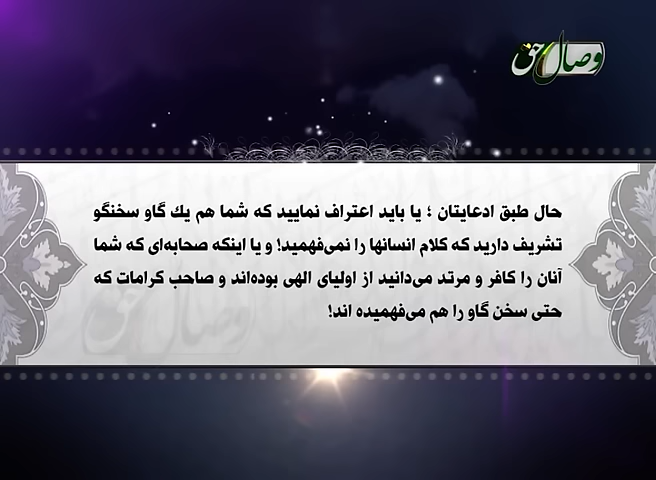 وصال حق
حال طبق ادعایتان ؛ یا باید اعتراف نمایید که شما هم یك گاو سخنگو
تشریف دارید که کلام انسانها را نمی‌فهمید! و یا اینکه صحابه‌ای که شما
آنان را کافر و مرتد می‌دانید از اولیای الهی بوده‌اند و صاحب کرامات که
حتی سخن گاو را هم می‌فهمیده اند!